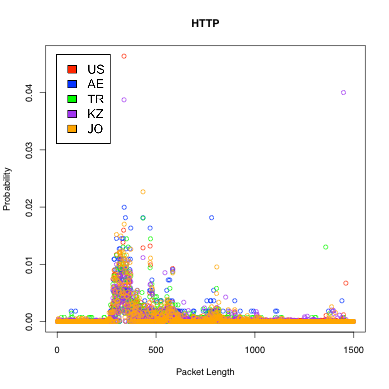 HTTP
US
AE
TR
KZ
JO
Probability
0.04
0.03
0.02
0.01
0.00
0
500
1000
1500
Packet Length